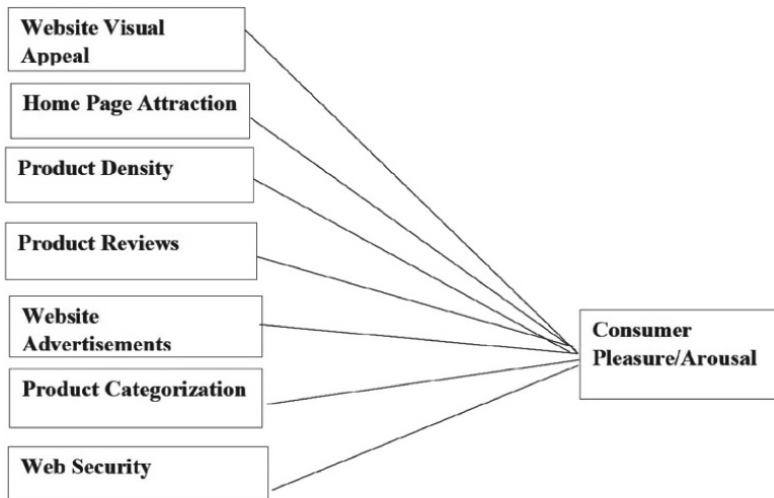 Website Visual
Appeal
Home Page Attraction
Product Density
Product Reviews
Website
Advertisements
Product Categorization
Web Security
Consumer
Pleasure/Arousal